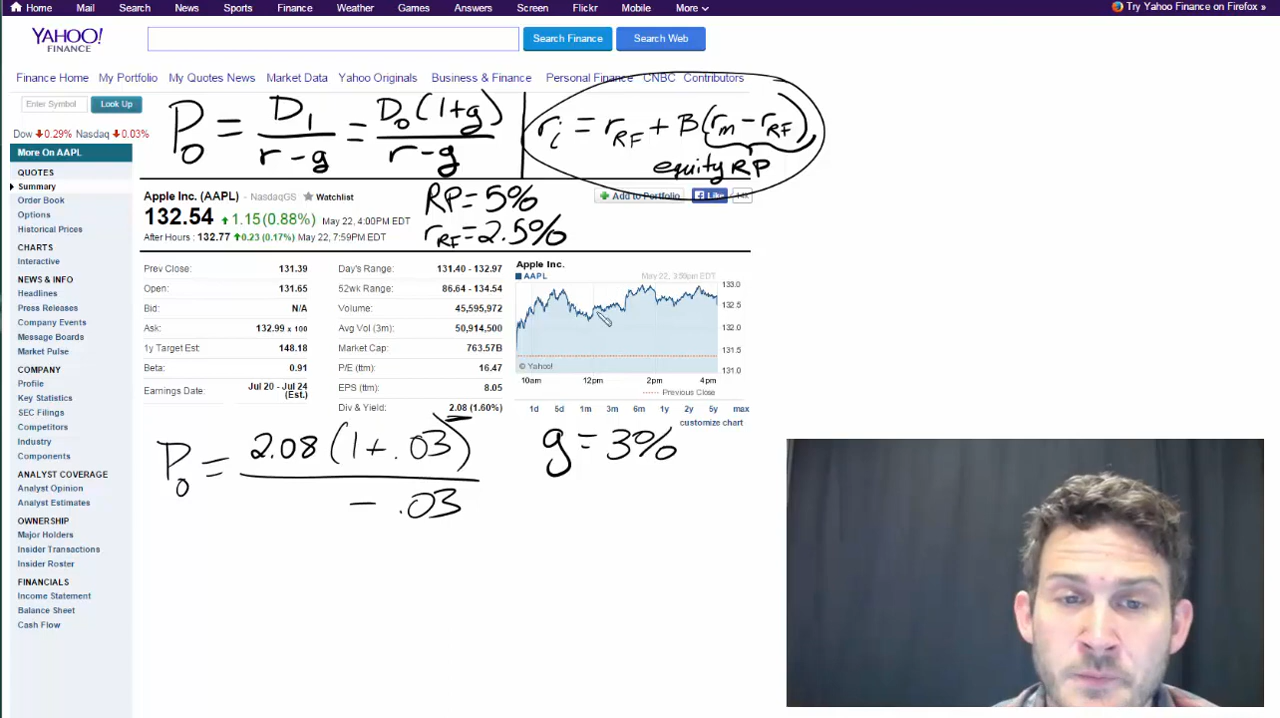 Home Mail Search News Sports Finance Weather Games Answers Screen Flickr Mobile More Try Yahoo Finance on Firefox »
YAHOO!
FINANCE
Search Finance Search Web
Finance Home My Portfolio My Quotes News Market Data Yahoo Originals Business & Finance Personal Finance CNBC Contributors
Enter Symbol Look Up
Dow 0.29% Nasdaq 0.03%
P0 = D1 / (r-g) = D0(1+g) / (r-g)
ri = rRF + B(rm - rRF)
equity RP
More On AAPL
QUOTES
Summary
Order Book
Options
Historical Prices
CHARTS
Interactive
NEWS & INFO
Headlines
Press Releases
Company Events
Message Boards
Market Pulse
COMPANY
Profile
Key Statistics
SEC Filings
Competitors
Industry
Components
ANALYST COVERAGE
Analyst Opinion
Analyst Estimates
OWNERSHIP
Major Holders
Insider Transactions
Insider Roster
FINANCIALS
Income Statement
Balance Sheet
Cash Flow
Apple Inc. (AAPL) - NasdaqGS Watchlist
132.54 1.15 (0.88%) May 22, 4:00PM EDT
After Hours : 132.77 0.23 (0.17%) May 22, 7:59PM EDT
RP = 5%
rRF = 2.5%
Add to Portfolio Like
Prev Close: 131.39
Open: 131.65
Bid: N/A
Ask: 132.99 x 100
1y Target Est: 148.18
Beta: 0.91
Earnings Date: Jul 20 - Jul 24 (Est.)
Day's Range: 131.40 - 132.97
52wk Range: 86.64 - 134.54
Volume: 45,595,972
Avg Vol (3m): 50,914,500
Market Cap: 763.57B
P/E (ttm): 16.47
EPS (ttm): 8.05
Div & Yield: 2.08 (1.60%)
Apple Inc.
AAPL May 22, 3:58pm EDT
133.0
132.5
132.0
131.5
131.0
© Yahoo!
10am 12pm 2pm 4pm
Previous Close
1d 5d 1m 3m 6m 1y 2y 5y max
customize chart
P0 = 2.08(1+.03) / - .03
g = 3%